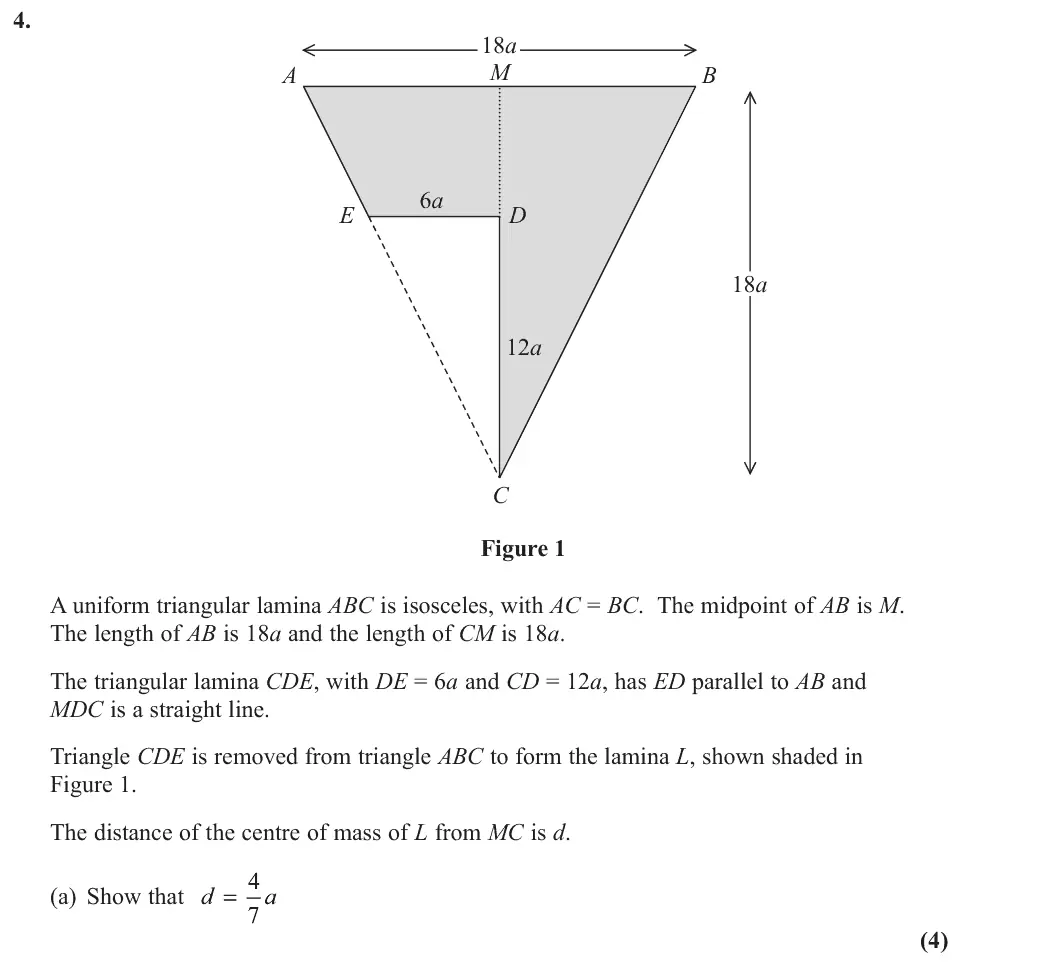 4.
18a
A
M
B
6a
E
D
18a
12a
C
Figure 1
A uniform triangular lamina ABC is isosceles, with AC = BC. The midpoint of AB is M.
The length of AB is 18a and the length of CM is 18a.
The triangular lamina CDE, with DE = 6a and CD = 12a, has ED parallel to AB and
MDC is a straight line.
Triangle CDE is removed from triangle ABC to form the lamina L, shown shaded in
Figure 1.
The distance of the centre of mass of L from MC is d.
(a) Show that d = 4/7 a
(4)